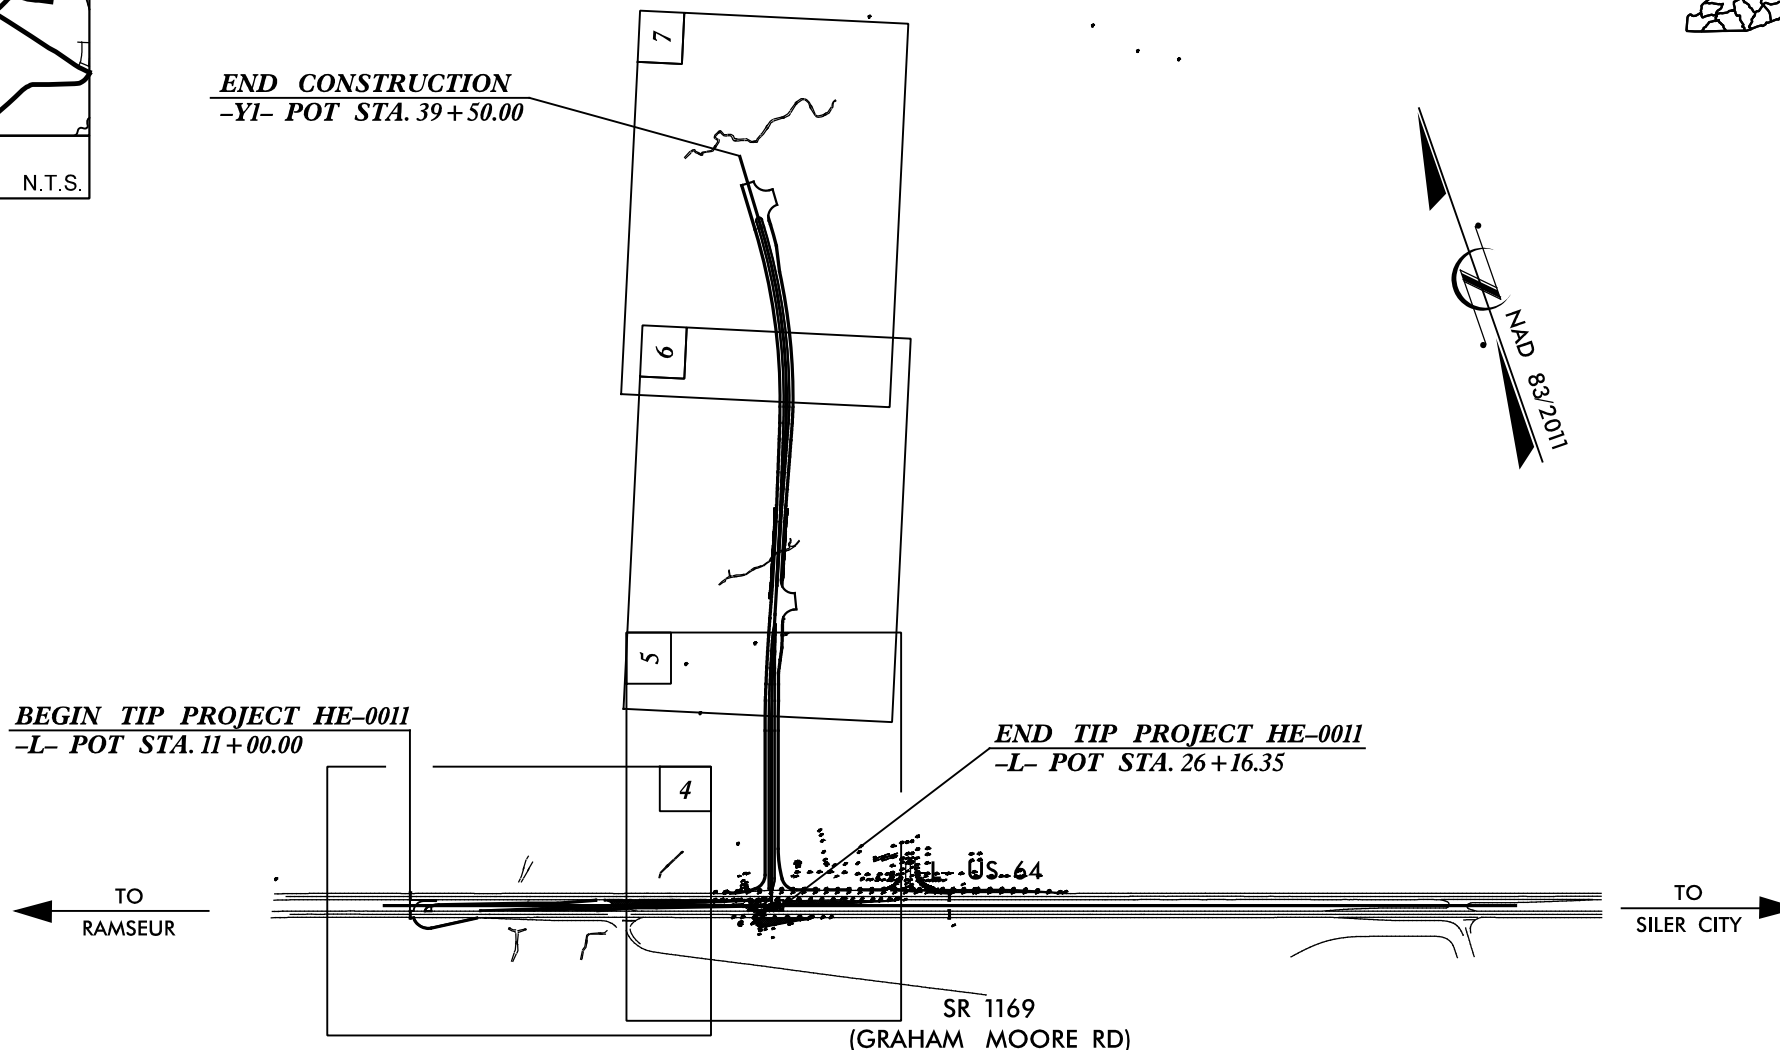 7
END CONSTRUCTION
-Y1- POT STA. 39+50.00
N.T.S.
NAD 83/2011
6
5
BEGIN TIP PROJECT HE-0011
-L- POT STA. 11+00.00
END TIP PROJECT HE-0011
-L- POT STA. 26+16.35
4
US 64
TO
RAMSEUR
TO
SILER CITY
SR 1169
(GRAHAM MOORE RD)